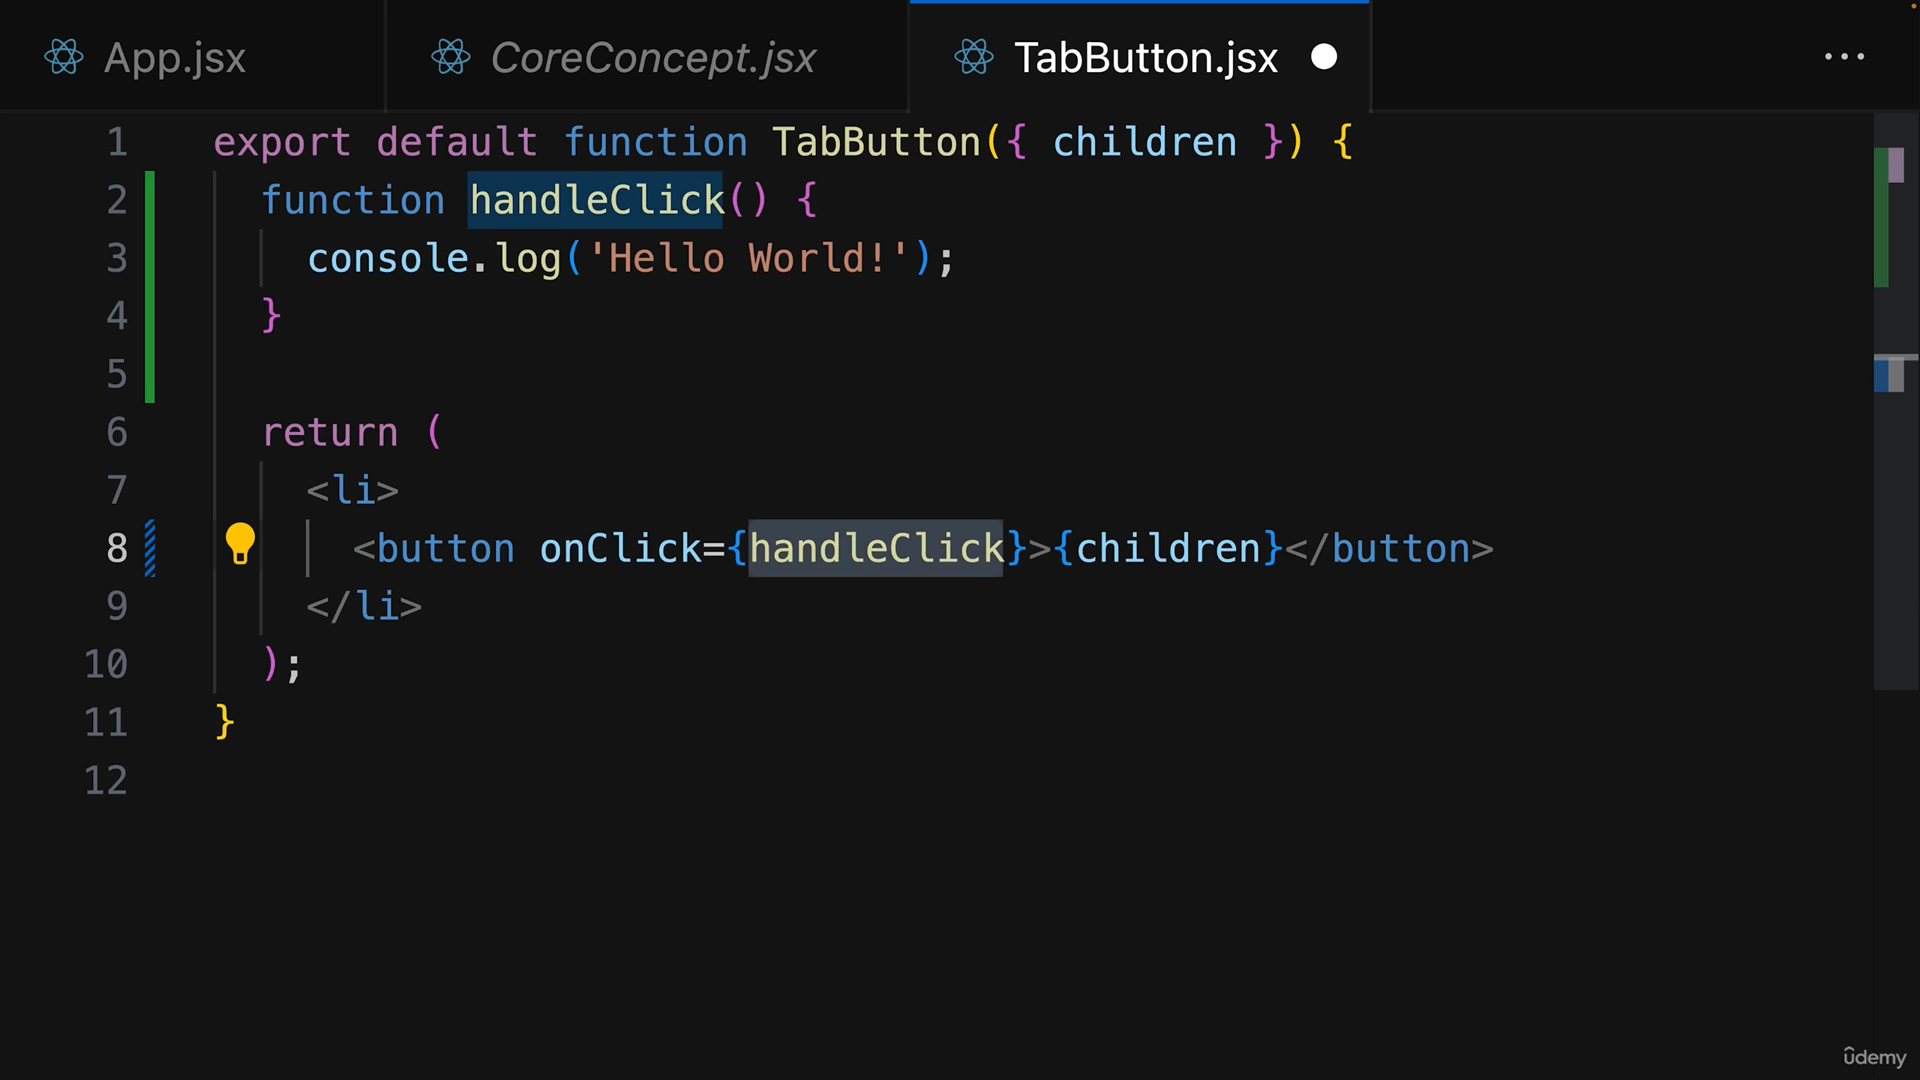 App.jsx CoreConcept.jsx TabButton.jsx
1 export default function TabButton({ children }) {
2 function handleClick() {
3 console.log('Hello World!');
4 }
5
6 return (
7 <li>
8 <button onClick={handleClick}>{children}</button>
9 </li>
10 );
11 }
12
ûdemy